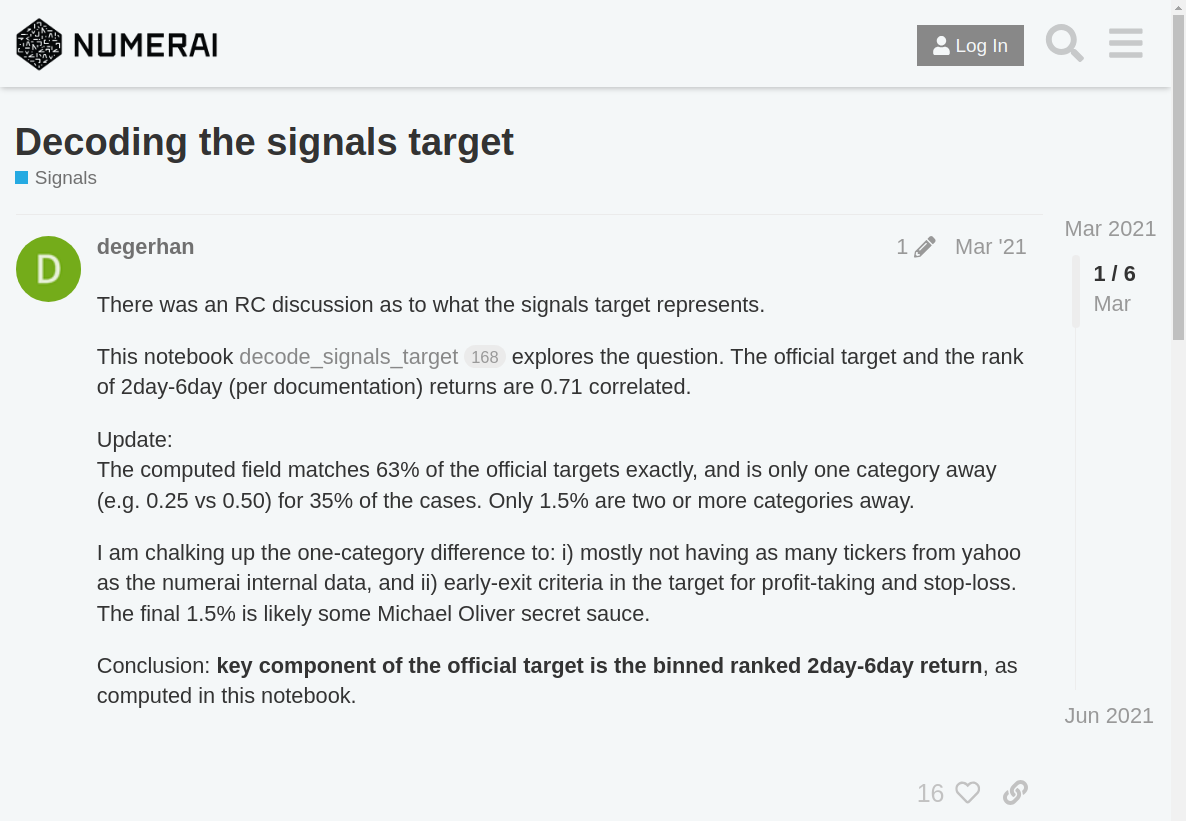 NUMERAI
Log In
Decoding the signals target
Signals
degerhan
1
Mar '21
Mar 2021
1 / 6
Mar
There was an RC discussion as to what the signals target represents.
This notebook decode_signals_target 168 explores the question. The official target and the rank
of 2day-6day (per documentation) returns are 0.71 correlated.
Update:
The computed field matches 63% of the official targets exactly, and is only one category away
(e.g. 0.25 vs 0.50) for 35% of the cases. Only 1.5% are two or more categories away.
I am chalking up the one-category difference to: i) mostly not having as many tickers from yahoo
as the numerai internal data, and ii) early-exit criteria in the target for profit-taking and stop-loss.
The final 1.5% is likely some Michael Oliver secret sauce.
Conclusion: key component of the official target is the binned ranked 2day-6day return, as
computed in this notebook.
Jun 2021
16
D